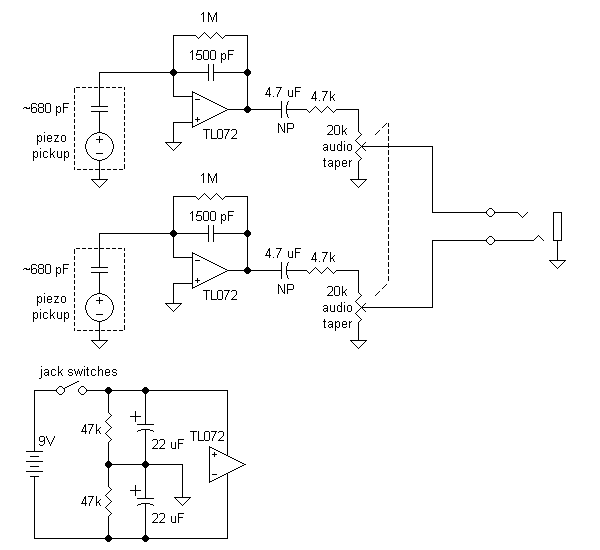 1M
1500 pF
~680 pF
piezo
pickup
TL072
4.7 uF
NP
4.7k
20k
audio
taper
1M
1500 pF
~680 pF
piezo
pickup
TL072
4.7 uF
NP
4.7k
20k
audio
taper
jack switches
9V
47k
22 uF
TL072
47k
22 uF